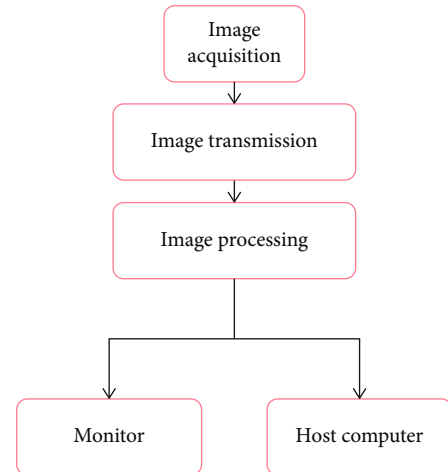 Image
acquisition
Image transmission
Image processing
Monitor
Host computer